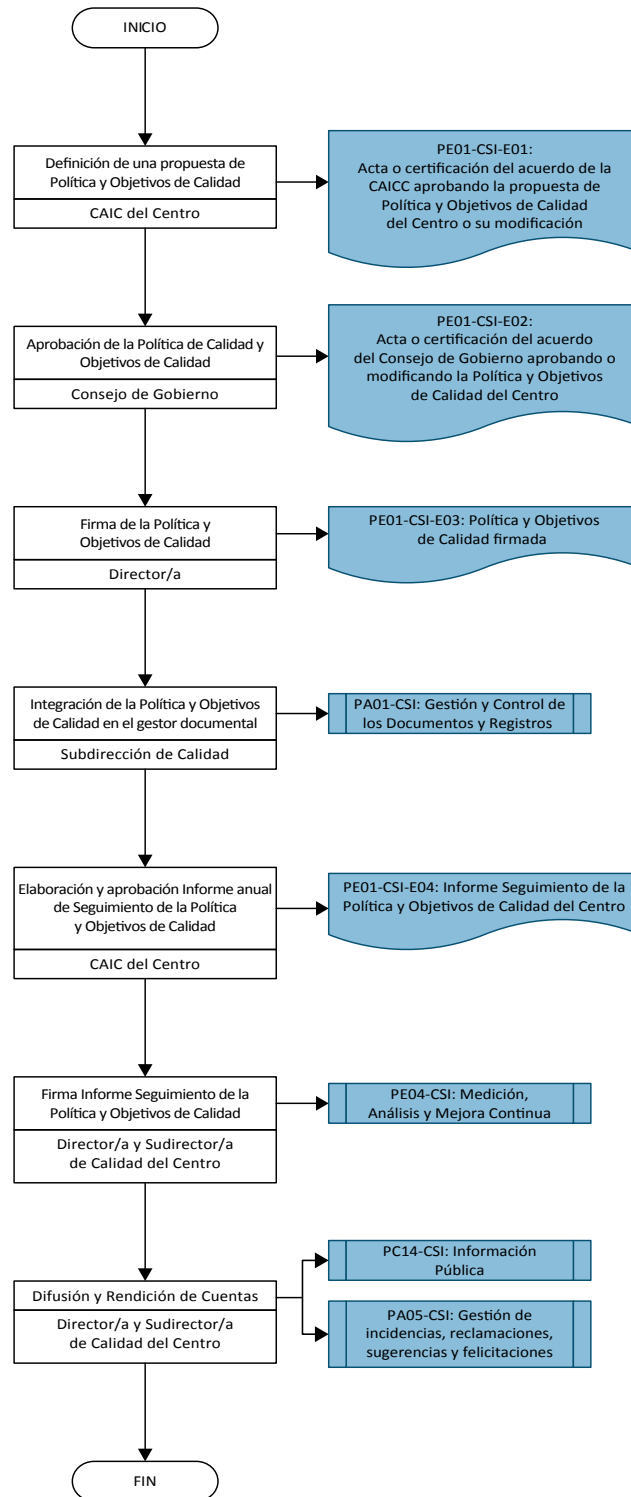 INICIO
Definición de una propuesta de
Política y Objetivos de Calidad
CAIC del Centro
PE01-CSI-E01:
Acta o certificación del acuerdo de la
CAICC aprobando la propuesta de
Política y Objetivos de Calidad
del Centro o su modificación
Aprobación de la Política de Calidad y
Objetivos de Calidad
Consejo de Gobierno
PE01-CSI-E02:
Acta o certificación del acuerdo
del Consejo de Gobierno aprobando o
modificando la Política y Objetivos
de Calidad del Centro
Firma de la Política y
Objetivos de Calidad
Director/a
PE01-CSI-E03: Política y Objetivos
de Calidad firmada
Integración de la Política y Objetivos
de Calidad en el gestor documental
Subdirección de Calidad
PA01-CSI: Gestión y Control de
los Documentos y Registros
Elaboración y aprobación Informe anual
de Seguimiento de la Política
y Objetivos de Calidad
CAIC del Centro
PE01-CSI-E04: Informe Seguimiento de la
Política y Objetivos de Calidad del Centro
Firma Informe Seguimiento de la
Política y Objetivos de Calidad
Director/a y Sudirector/a
de Calidad del Centro
PE04-CSI: Medición,
Análisis y Mejora Continua
Difusión y Rendición de Cuentas
Director/a y Sudirector/a
de Calidad del Centro
PC14-CSI: Información
Pública
PA05-CSI: Gestión de
incidencias, reclamaciones,
sugerencias y felicitaciones
FIN